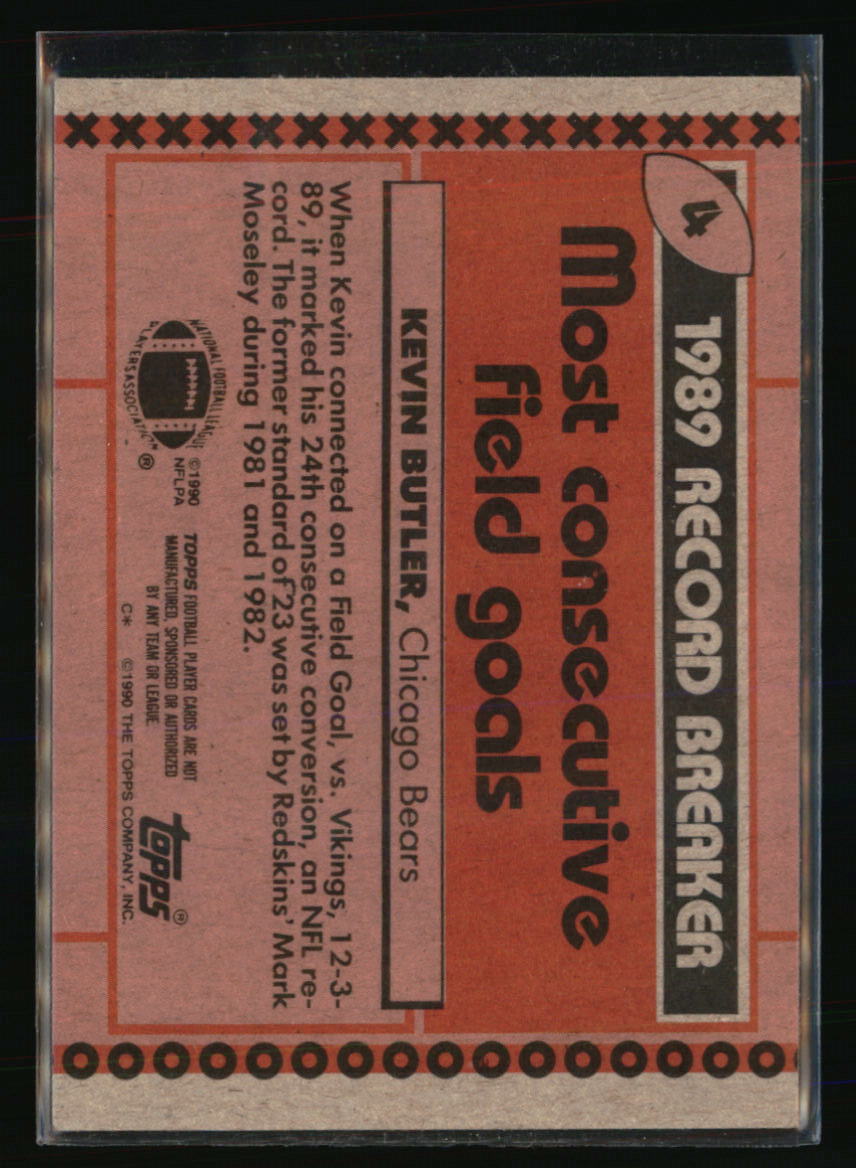 4
1989 RECORD BREAKER
Most consecutive
field goals
KEVIN BUTLER, Chicago Bears
When Kevin connected on a Field Goal, vs. Vikings, 12-3-
89, it marked his 24th consecutive conversion, an NFL re-
cord. The former standard of 23 was set by Redskins' Mark
Moseley during 1981 and 1982.
NATIONAL FOOTBALL LEAGUE
PLAYERS ASSOCIATION
®
©1990
NFLPA
TOPPS FOOTBALL PLAYER CARDS ARE NOT
MANUFACTURED, SPONSORED OR AUTHORIZED
BY ANY TEAM OR LEAGUE.
C* ©1990 THE TOPPS COMPANY, INC.
topps®